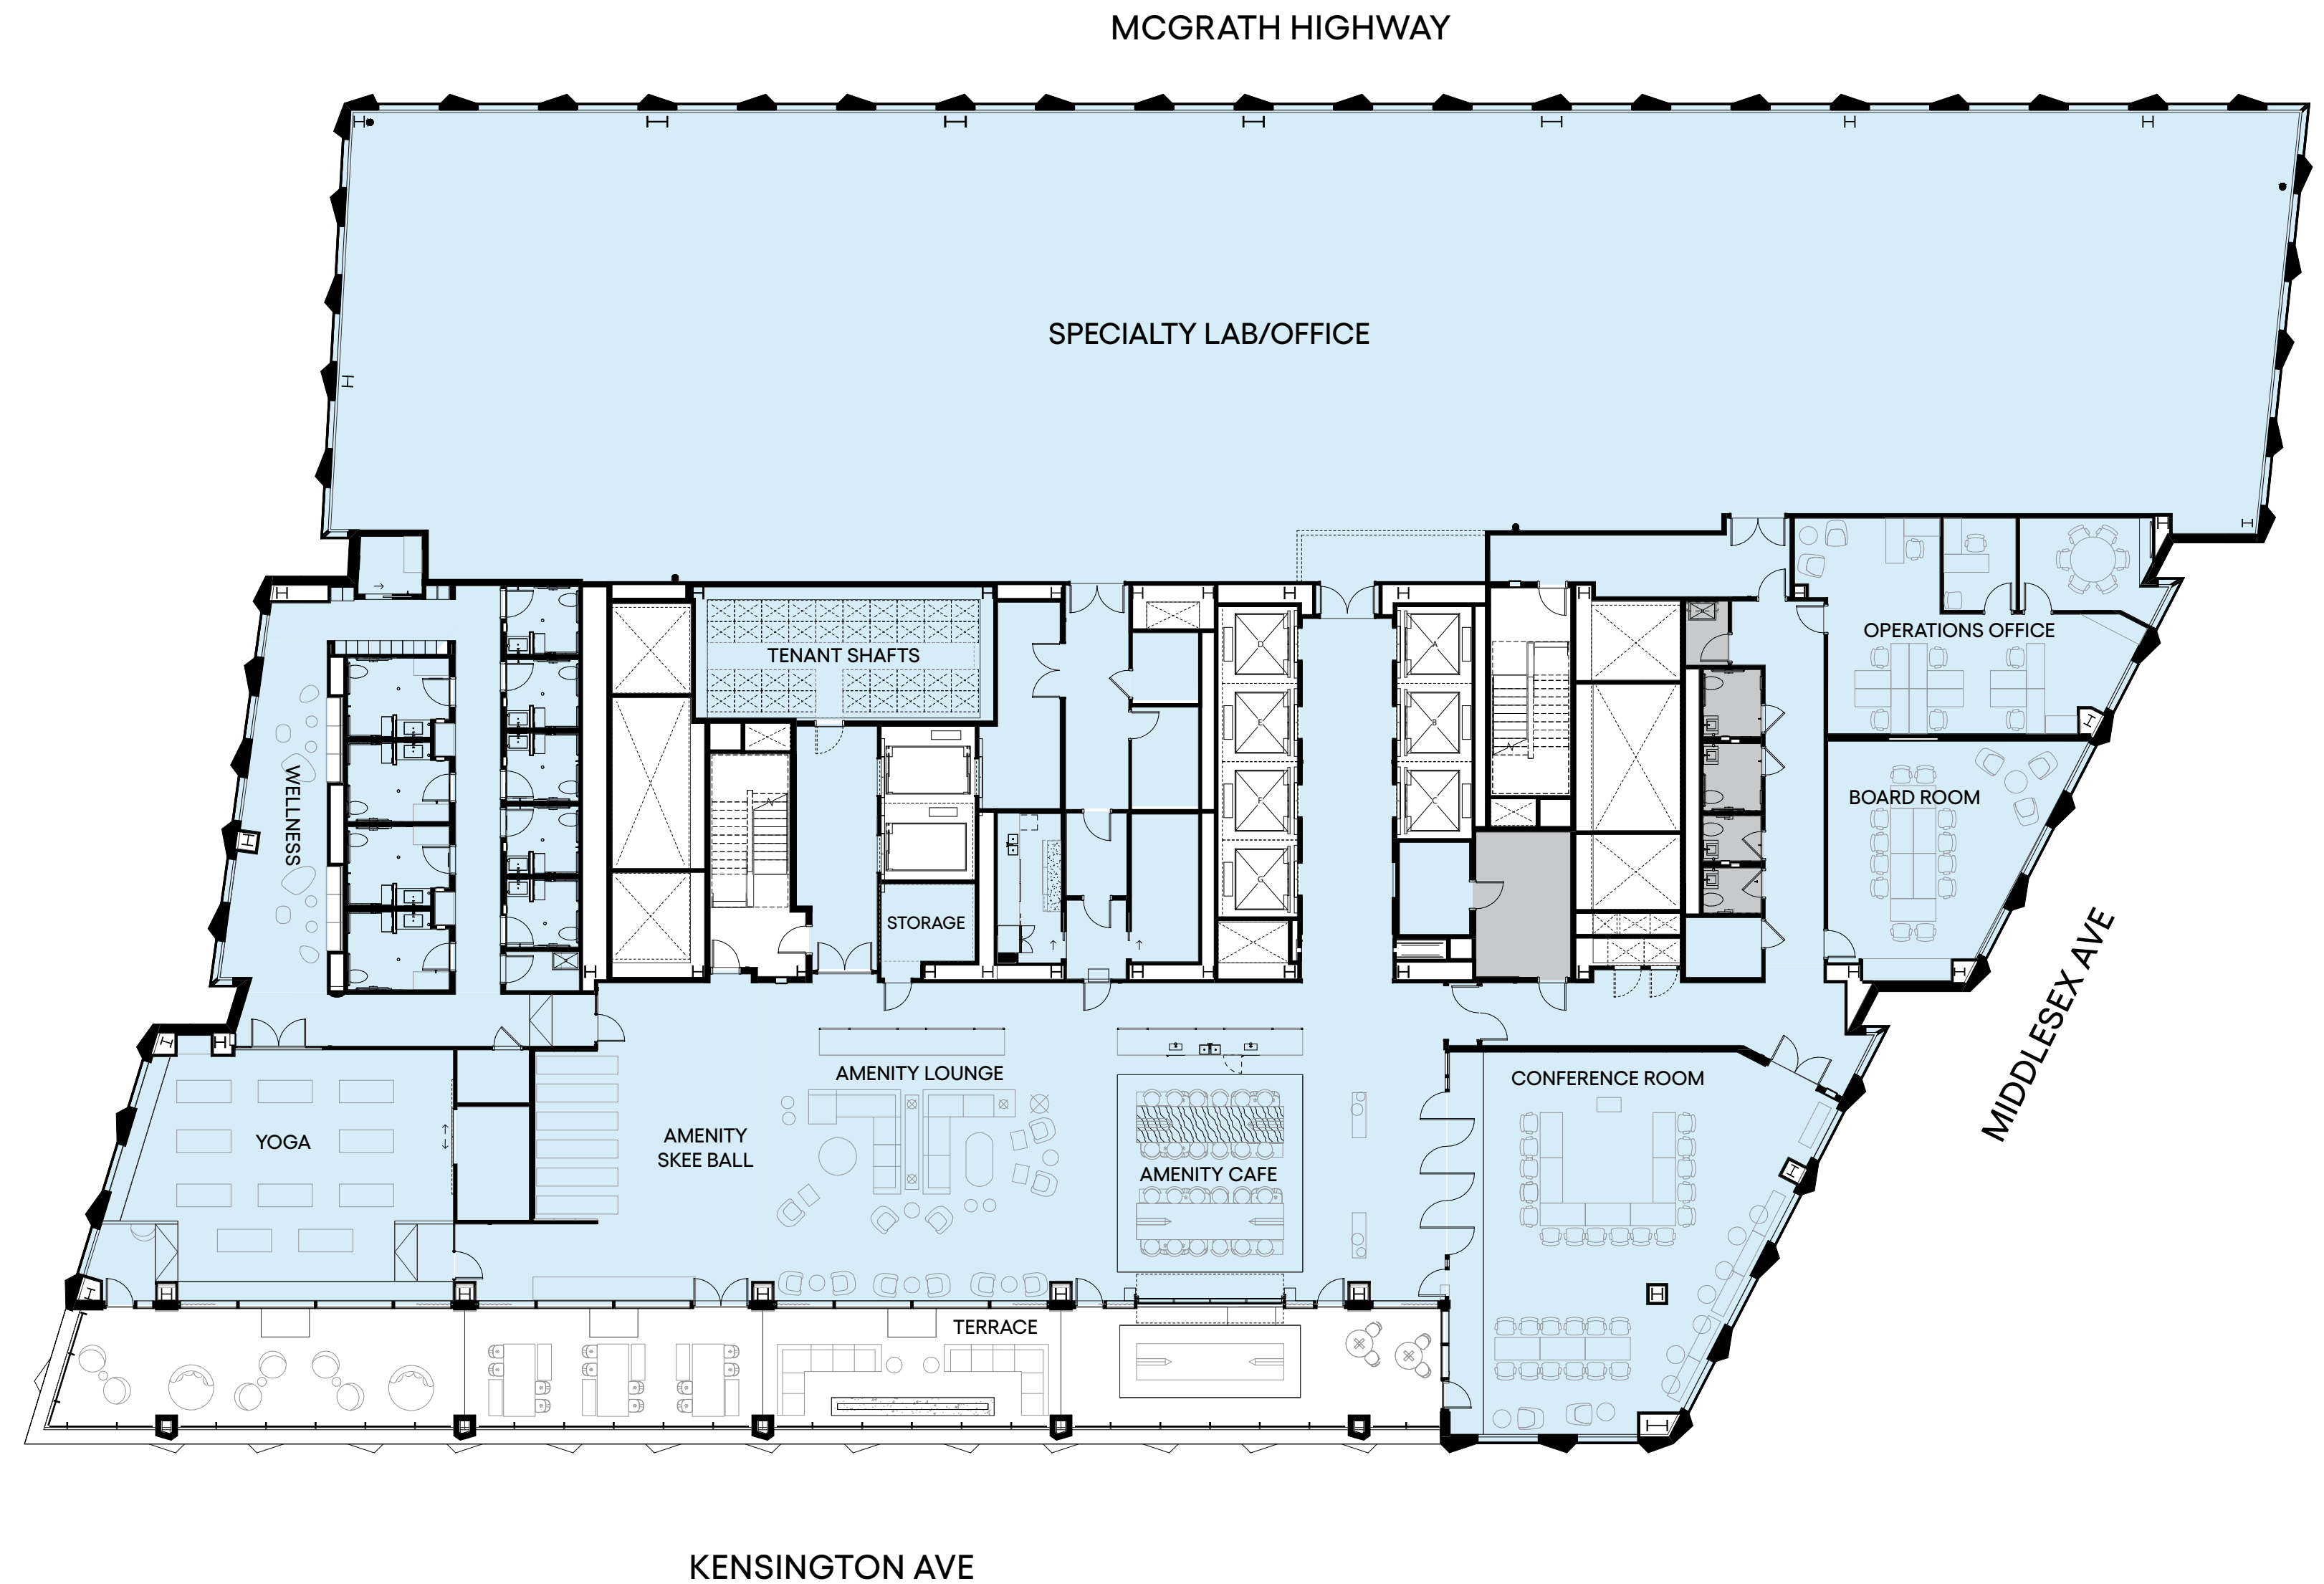 MCGRATH HIGHWAY
SPECIALTY LAB/OFFICE
TENANT SHAFTS
D
A
OPERATIONS OFFICE
E
B
WELLNESS
BOARD ROOM
F
C
G
STORAGE
MIDDLESEX AVE
AMENITY LOUNGE
CONFERENCE ROOM
YOGA
AMENITY
SKEE BALL
AMENITY CAFE
TERRACE
KENSINGTON AVE